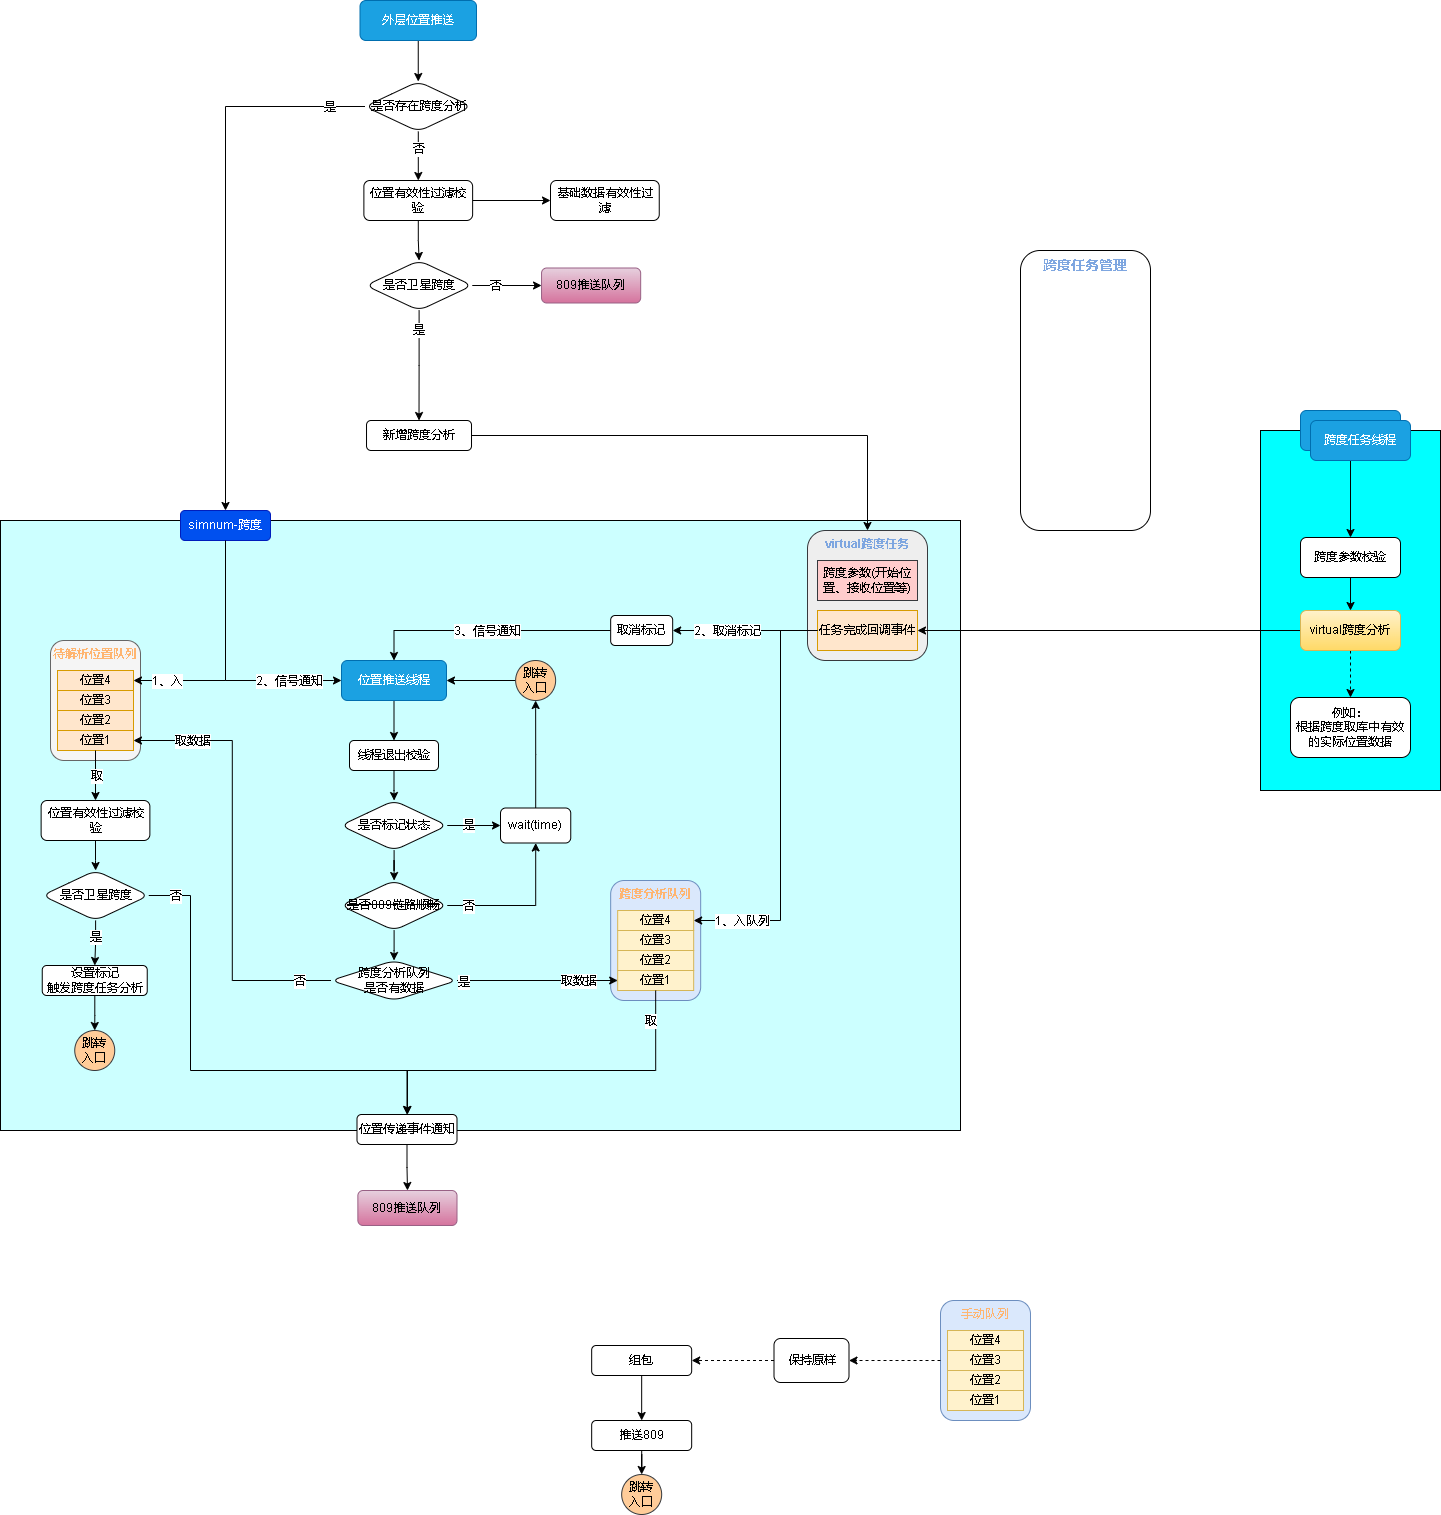 外层位置推送
是否存在跨度分析
是
否
位置有效性过滤校
验
基础数据有效性过
滤
是否卫星跨度
否
809推送队列
是
新增跨度分析
跨度任务管理
跨度任务线程
跨度参数校验
virtual跨度分析
例如：
根据跨度取库中有效
的实际位置数据
simnum-跨度
virtual跨度任务
跨度参数(开始位
置、接收位置等)
任务完成回调事件
2、取消标记
取消标记
3、信号通知
待解析位置队列
位置4
位置3
位置2
位置1
1、入
2、信号通知
位置推送线程
跳转
入口
取数据
线程退出校验
取
位置有效性过滤校
验
是否标记状态
是
wait(time)
是否卫星跨度
否
是
设置标记
触发跨度任务分析
跳转
入口
是否009链路顺畅
否
跨度分析队列
是否有数据
否
是
取数据
跨度分析队列
位置4
位置3
位置2
位置1
1、入队列
取
位置传递事件通知
809推送队列
手动队列
位置4
位置3
位置2
位置1
保持原样
组包
推送809
跳转
入口